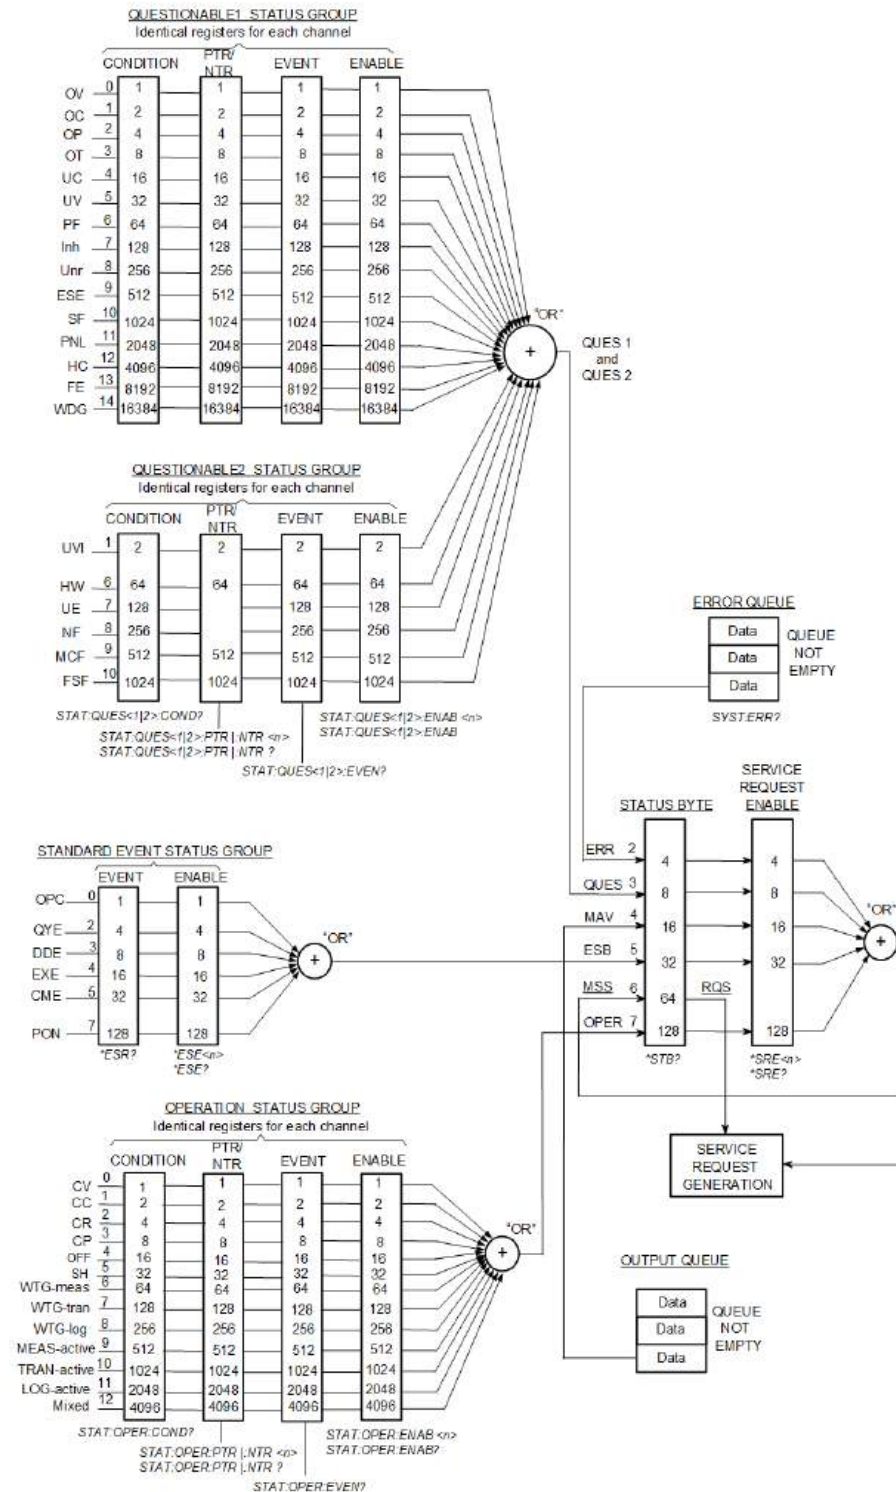 QUESTIONABLE1 STATUS GROUP
Identical registers for each channel
CONDITION PTR/NTR EVENT ENABLE
OV 0 1 1 1 1
OC 1 2 2 2 2
OP 2 4 4 4 4
OT 3 8 8 8 8
UC 4 16 16 16 16
UV 5 32 32 32 32
PF 6 64 64 64 64
Inh 7 128 128 128 128
Unr 8 256 256 256 256
ESE 9 512 512 512 512
SF 10 1024 1024 1024 1024
PNL 11 2048 2048 2048 2048
HC 12 4096 4096 4096 4096
FE 13 8192 8192 8192 8192
WDG 14 16384 16384 16384 16384
"OR"
+
QUES 1
and
QUES 2
QUESTIONABLE2 STATUS GROUP
Identical registers for each channel
CONDITION PTR/NTR EVENT ENABLE
UVI 1 2 2 2 2
HW 6 64 64 64 64
UE 7 128 128 128
NF 8 256 256 256
MCF 9 512 512 512 512
FSF 10 1024 1024 1024 1024
STAT:QUES<1|2>:COND?
STAT:QUES<f|2>:PTR |:NTR <n>
STAT:QUES<f|2>:PTR |:NTR ?
STAT:QUES<1|2>:EVEN?
STAT:QUES<f|2>:ENAB <n>
STAT:QUES<f|2>:ENAB
ERROR QUEUE
Data
Data
Data
QUEUE
NOT
EMPTY
SYST:ERR?
STANDARD EVENT STATUS GROUP
EVENT ENABLE
OPC 0 1 1
QYE 2 4 4
DDE 3 8 8
EXE 4 16 16
CME 5 32 32
PON 7 128 128
*ESR?
*ESE<n>
*ESE?
"OR"
+
STATUS BYTE
SERVICE
REQUEST
ENABLE
ERR 2 4 4
QUES 3 8 8
MAV 4 16 16
ESB 5 32 32
MSS 6 64 RQS
OPER 7 128 128
*STB?
*SRE<n>
*SRE?
"OR"
+
SERVICE
REQUEST
GENERATION
OPERATION STATUS GROUP
Identical registers for each channel
CONDITION PTR/NTR EVENT ENABLE
CV 0 1 1 1 1
CC 1 2 2 2 2
CR 2 4 4 4 4
CP 3 8 8 8 8
OFF 4 16 16 16 16
SH 5 32 32 32 32
WTG-meas 6 64 64 64 64
WTG-tran 7 128 128 128 128
WTG-log 8 256 256 256 256
MEAS-active 9 512 512 512 512
TRAN-active 10 1024 1024 1024 1024
LOG-active 11 2048 2048 2048 2048
Mixed 12 4096 4096 4096 4096
"OR"
+
STAT:OPER:COND?
STAT:OPER:PTR |:NTR <n>
STAT:OPER:PTR |:NTR ?
STAT:OPER:EVEN?
STAT:OPER:ENAB <n>
STAT:OPER:ENAB?
OUTPUT QUEUE
Data
Data
Data
QUEUE
NOT
EMPTY